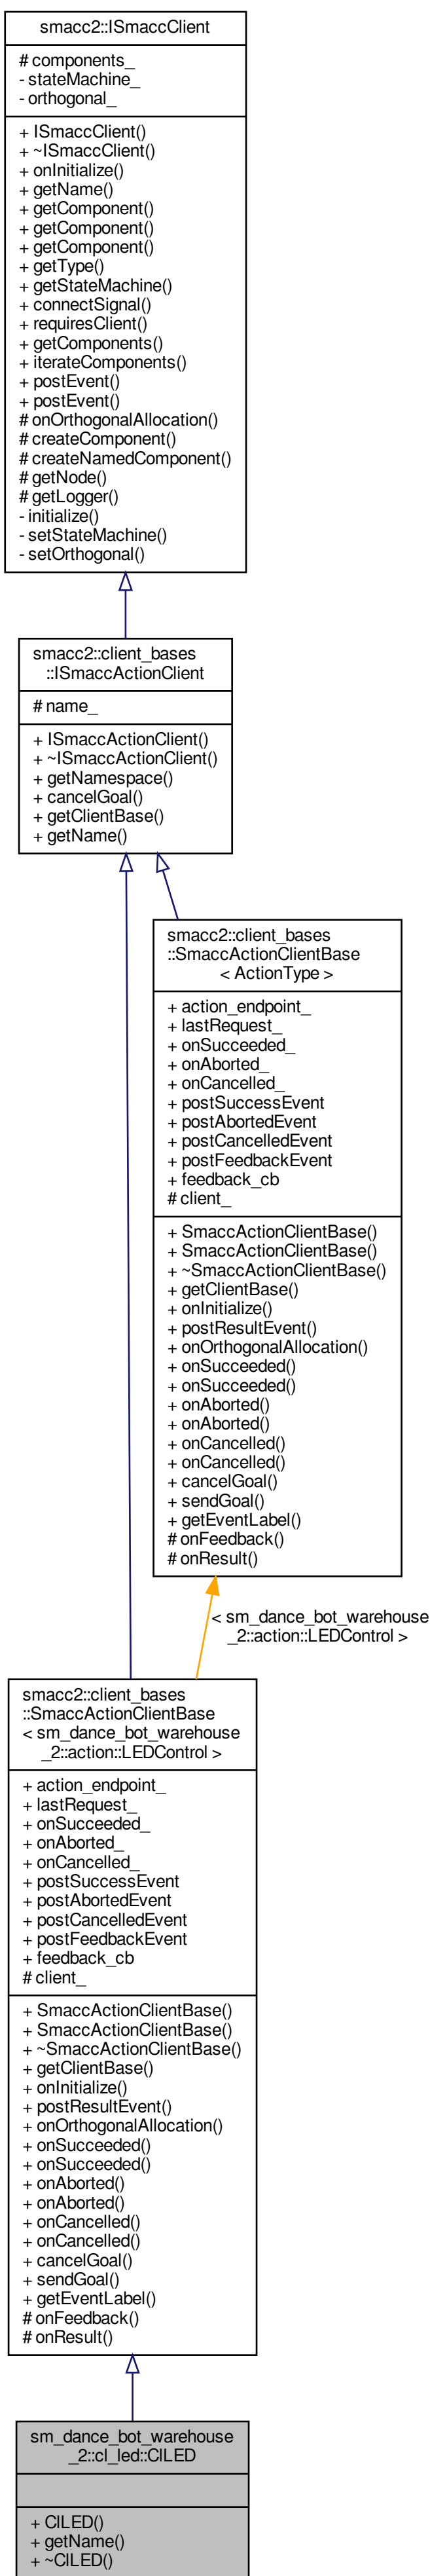 smacc2::ISmaccClient
# components_
- stateMachine_
- orthogonal_
+ ISmaccClient()
+ ~ISmaccClient()
+ onInitialize()
+ getName()
+ getComponent()
+ getComponent()
+ getComponent()
+ getType()
+ getStateMachine()
+ connectSignal()
+ requiresClient()
+ getComponents()
+ iterateComponents()
+ postEvent()
+ postEvent()
# onOrthogonalAllocation()
# createComponent()
# createNamedComponent()
# getNode()
# getLogger()
- initialize()
- setStateMachine()
- setOrthogonal()
smacc2::client_bases
::ISmaccActionClient
# name_
+ ISmaccActionClient()
+ ~ISmaccActionClient()
+ getNamespace()
+ cancelGoal()
+ getClientBase()
+ getName()
smacc2::client_bases
::SmaccActionClientBase
< ActionType >
+ action_endpoint_
+ lastRequest_
+ onSucceeded_
+ onAborted_
+ onCancelled_
+ postSuccessEvent
+ postAbortedEvent
+ postCancelledEvent
+ postFeedbackEvent
+ feedback_cb
# client_
+ SmaccActionClientBase()
+ SmaccActionClientBase()
+ ~SmaccActionClientBase()
+ getClientBase()
+ onInitialize()
+ postResultEvent()
+ onOrthogonalAllocation()
+ onSucceeded()
+ onSucceeded()
+ onAborted()
+ onAborted()
+ onCancelled()
+ onCancelled()
+ cancelGoal()
+ sendGoal()
+ getEventLabel()
# onFeedback()
# onResult()
< sm_dance_bot_warehouse
_2::action::LEDControl >
smacc2::client_bases
::SmaccActionClientBase
< sm_dance_bot_warehouse
_2::action::LEDControl >
+ action_endpoint_
+ lastRequest_
+ onSucceeded_
+ onAborted_
+ onCancelled_
+ postSuccessEvent
+ postAbortedEvent
+ postCancelledEvent
+ postFeedbackEvent
+ feedback_cb
# client_
+ SmaccActionClientBase()
+ SmaccActionClientBase()
+ ~SmaccActionClientBase()
+ getClientBase()
+ onInitialize()
+ postResultEvent()
+ onOrthogonalAllocation()
+ onSucceeded()
+ onSucceeded()
+ onAborted()
+ onAborted()
+ onCancelled()
+ onCancelled()
+ cancelGoal()
+ sendGoal()
+ getEventLabel()
# onFeedback()
# onResult()
sm_dance_bot_warehouse
_2::cl_led::ClLED
+ ClLED()
+ getName()
+ ~ClLED()